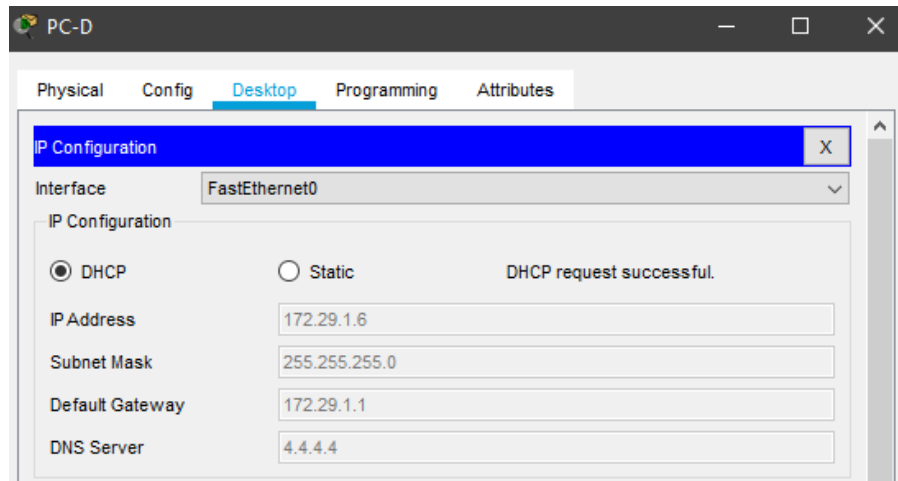 PC-D
Physical Config Desktop Programming Attributes
IP Configuration X
Interface FastEthernet0
IP Configuration
DHCP Static DHCP request successful.
IP Address 172.29.1.6
Subnet Mask 255.255.255.0
Default Gateway 172.29.1.1
DNS Server 4.4.4.4